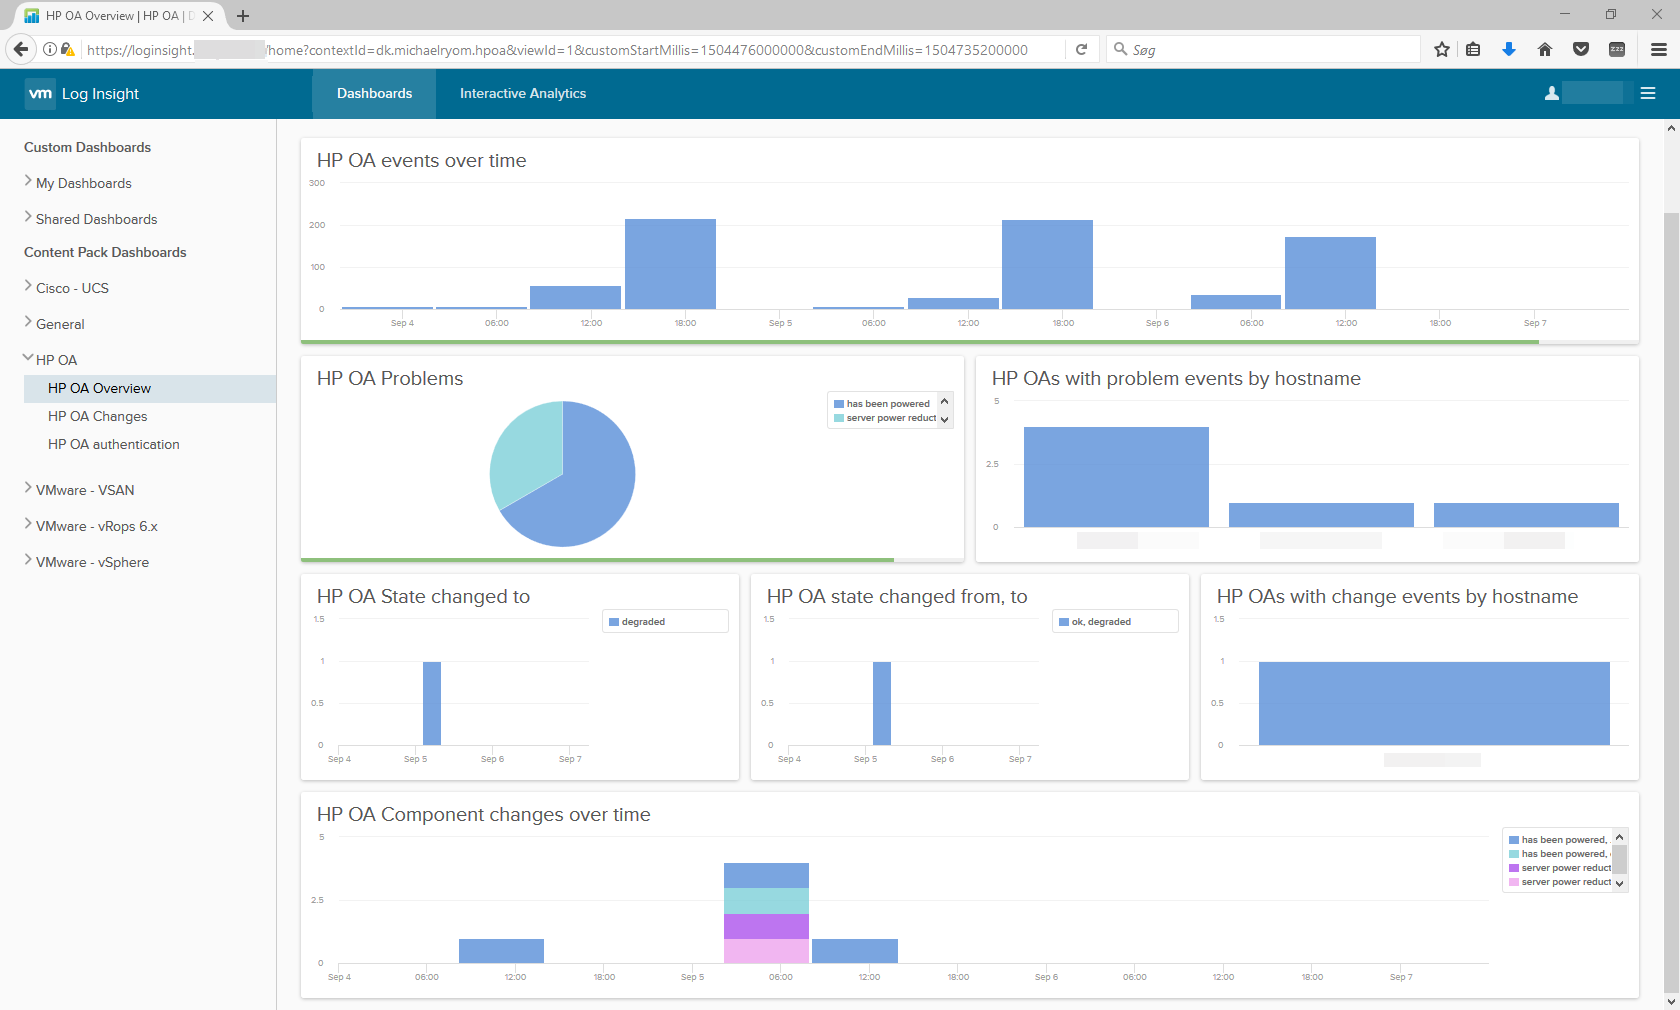 HP OA Overview | HP OA | D
https://loginsight. /home?contextId=dk.michaelryom.hpoa&viewId=1&customStartMillis=1504476000000&customEndMillis=1504735200000
Søg
zzz
vm Log Insight
Dashboards
Interactive Analytics
Custom Dashboards
My Dashboards
Shared Dashboards
Content Pack Dashboards
Cisco - UCS
General
HP OA
HP OA Overview
HP OA Changes
HP OA authentication
VMware - VSAN
VMware - vRops 6.x
VMware - vSphere
HP OA events over time
300
200
100
0
Sep 4 06:00 12:00 18:00 Sep 5 06:00 12:00 18:00 Sep 6 06:00 12:00 18:00 Sep 7
HP OA Problems
has been powered
server power reduct
HP OAs with problem events by hostname
5
2.5
0
HP OA State changed to
1.5
1
0.5
0
Sep 4 Sep 5 Sep 6 Sep 7
degraded
HP OA state changed from, to
1.5
1
0.5
0
Sep 4 Sep 5 Sep 6 Sep 7
ok, degraded
HP OAs with change events by hostname
1.5
1
0.5
0
HP OA Component changes over time
5
2.5
0
Sep 4 06:00 12:00 18:00 Sep 5 06:00 12:00 18:00 Sep 6 06:00 12:00 18:00 Sep 7
has been powered,
has been powered,
server power reduct
server power reduct